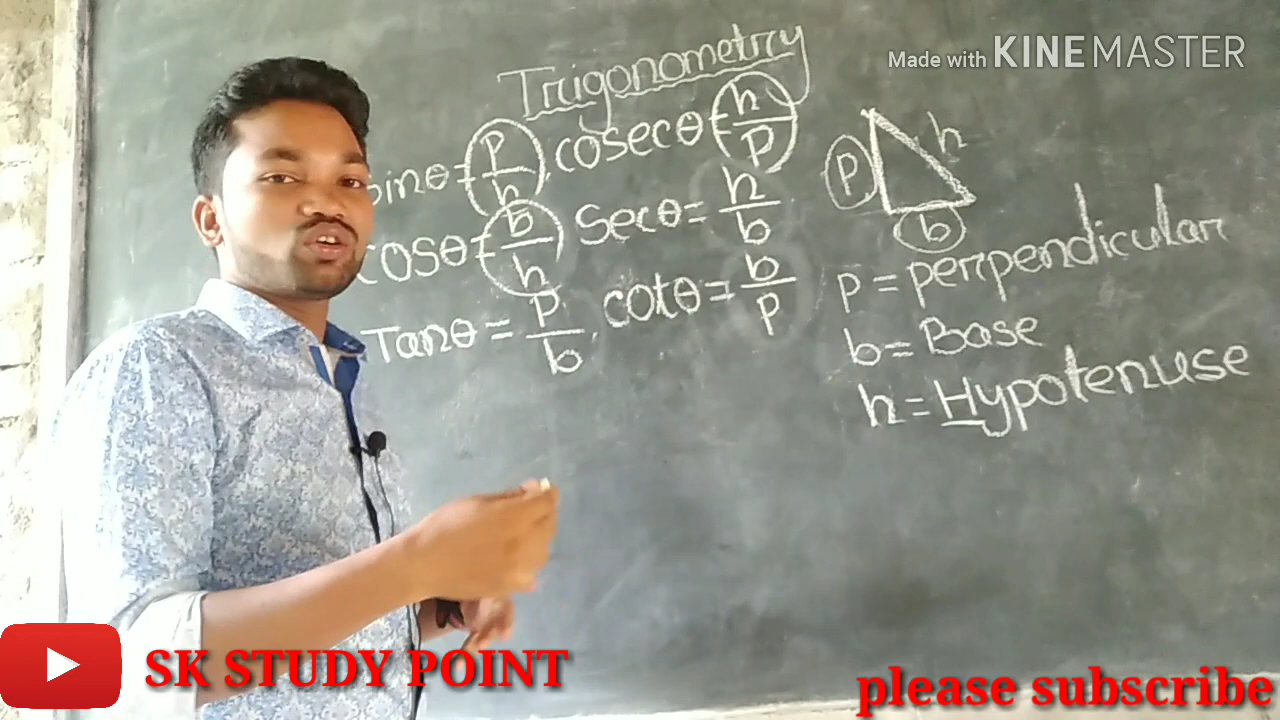 Made with KINEMASTER
Trigonometry
sinθ = p/h, cosecθ = h/p
cosθ = b/h, secθ = h/b
Tanθ = p/b, cotθ = b/p
p
h
b
p = perpendicular
b = Base
h = Hypotenuse
SK STUDY POINT
please subscribe